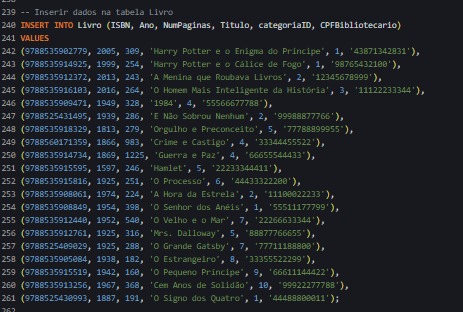 239 -- Inserir dados na tabela Livro
240 INSERT INTO Livro (ISBN, Ano, NumPaginas, Titulo, categoriaID, CPFBibliotecario)
241 VALUES
242 (9788535902779, 2005, 309, 'Harry Potter e o Enigma do Príncipe', 1, '43871342831'),
243 (9788535914925, 1999, 254, 'Harry Potter e o Cálice de Fogo', 1, '98765432100'),
244 (9788535912372, 2013, 243, 'A Menina que Roubava Livros', 2, '12345678999'),
245 (9788535916103, 2016, 264, 'O Homem Mais Inteligente da História', 3, '11122233344'),
246 (9788535909471, 1949, 328, '1984', 4, '55566677788'),
247 (9788525431495, 1939, 286, 'E Não Sobrou Nenhum', 2, '99988877766'),
248 (9788535918329, 1813, 279, 'Orgulho e Preconceito', 5, '77788899955'),
249 (9788560171359, 1866, 983, 'Crime e Castigo', 4, '33344455522'),
250 (9788535914734, 1869, 1225, 'Guerra e Paz', 4, '66655544433'),
251 (9788535915595, 1597, 246, 'Hamlet', 5, '22233344411'),
252 (9788535915816, 1925, 251, 'O Processo', 6, '44433322200'),
253 (9788535908061, 1974, 224, 'A Hora da Estrela', 2, '11100022233'),
254 (9788535908849, 1954, 398, 'O Senhor dos Anéis', 1, '55511177799'),
255 (9788535912440, 1952, 540, 'O Velho e o Mar', 7, '22266633344'),
256 (9788535912761, 1925, 316, 'Mrs. Dalloway', 5, '88877766655'),
257 (9788525409029, 1925, 288, 'O Grande Gatsby', 7, '77711188800'),
258 (9788535905084, 1938, 182, 'O Estrangeiro', 8, '33355522299'),
259 (9788535915519, 1942, 160, 'O Pequeno Príncipe', 9, '66611144422'),
260 (9788535913256, 1967, 368, 'Cem Anos de Solidão', 10, '99922277788'),
261 (9788525430993, 1887, 191, 'O Signo dos Quatro', 1, '44488800011');
262